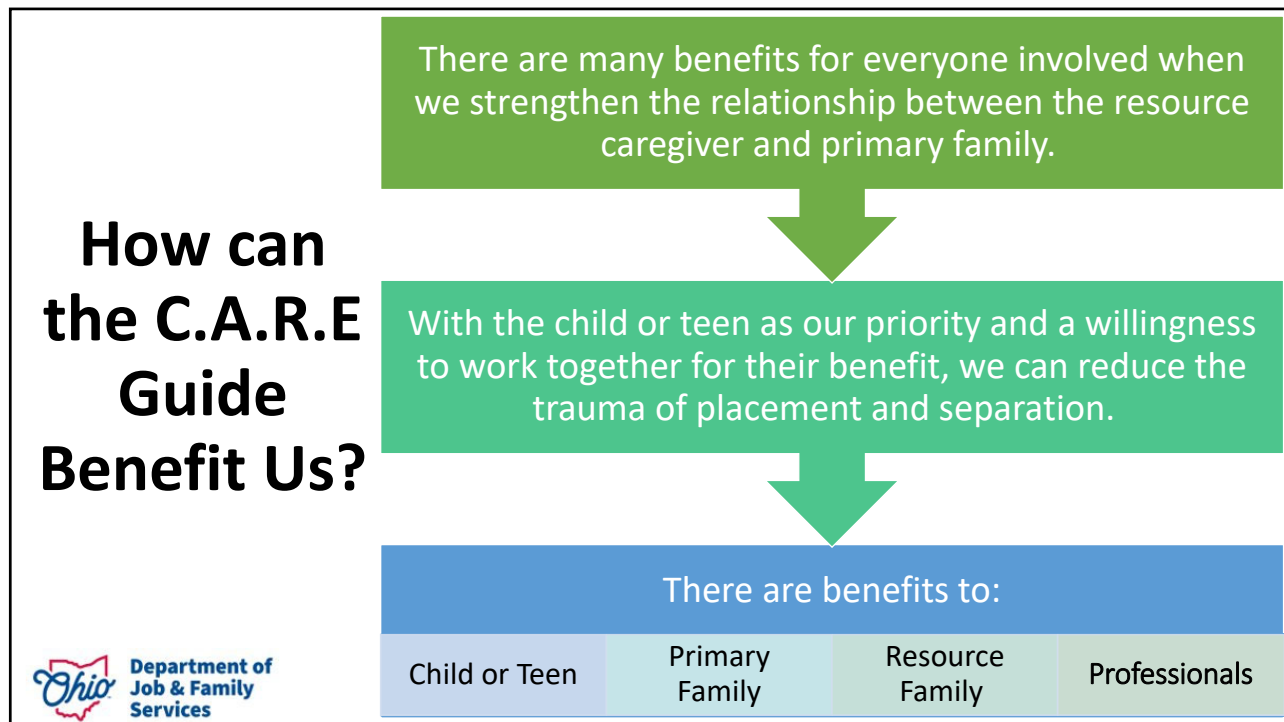 How can
the C.A.R.E
Guide
Benefit Us?
There are many benefits for everyone involved when
we strengthen the relationship between the resource
caregiver and primary family.
With the child or teen as our priority and a willingness
to work together for their benefit, we can reduce the
trauma of placement and separation.
There are benefits to:
Child or Teen
Primary
Family
Resource
Family
Professionals
Ohio
Department of
Job & Family
Services